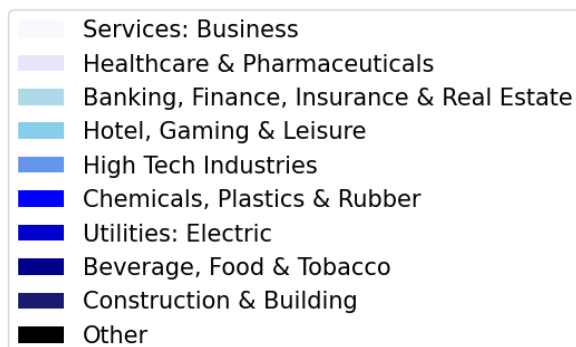 Services: Business
Healthcare & Pharmaceuticals
Banking, Finance, Insurance & Real Estate
Hotel, Gaming & Leisure
High Tech Industries
Chemicals, Plastics & Rubber
Utilities: Electric
Beverage, Food & Tobacco
Construction & Building
Other